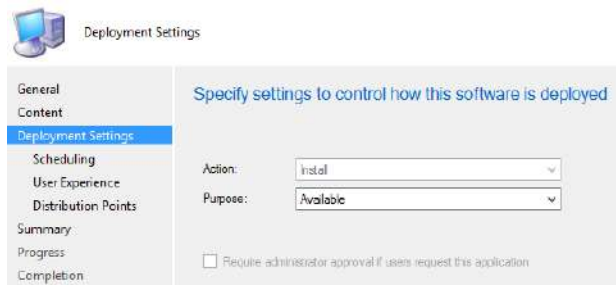 Deployment Settings
General
Content
Deployment Settings
Scheduling
User Experience
Distribution Points
Summary
Progress
Completion
Specify settings to control how this software is deployed
Action: Install
Purpose: Available
Require administrator approval if users request this application